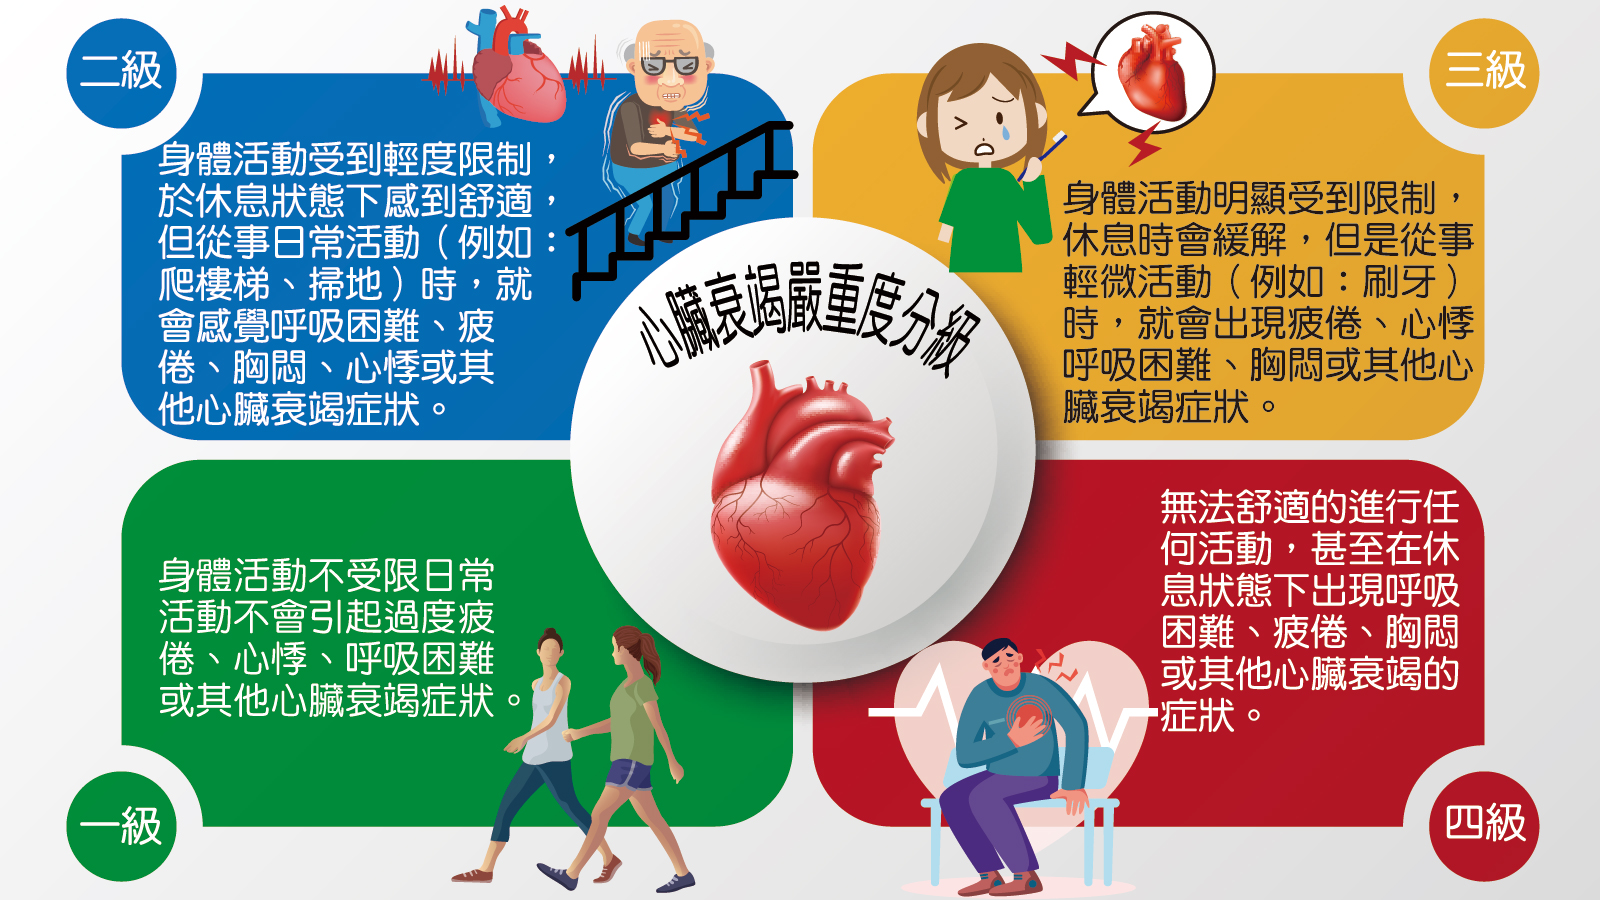 心臟衰竭嚴重度分級
二級
身體活動受到輕度限制，
於休息狀態下感到舒適，
但從事日常活動（例如：
爬樓梯、掃地）時，就
會感覺呼吸困難、疲
倦、胸悶、心悸或其
他心臟衰竭症狀。
三級
身體活動明顯受到限制，
休息時會緩解，但是從事
輕微活動（例如：刷牙）
時，就會出現疲倦、心悸
呼吸困難、胸悶或其他心
臟衰竭症狀。
一級
身體活動不受限日常
活動不會引起過度疲
倦、心悸、呼吸困難
或其他心臟衰竭症狀。
四級
無法舒適的進行任
何活動，甚至在休
息狀態下出現呼吸
困難、疲倦、胸悶
或其他心臟衰竭的
症狀。